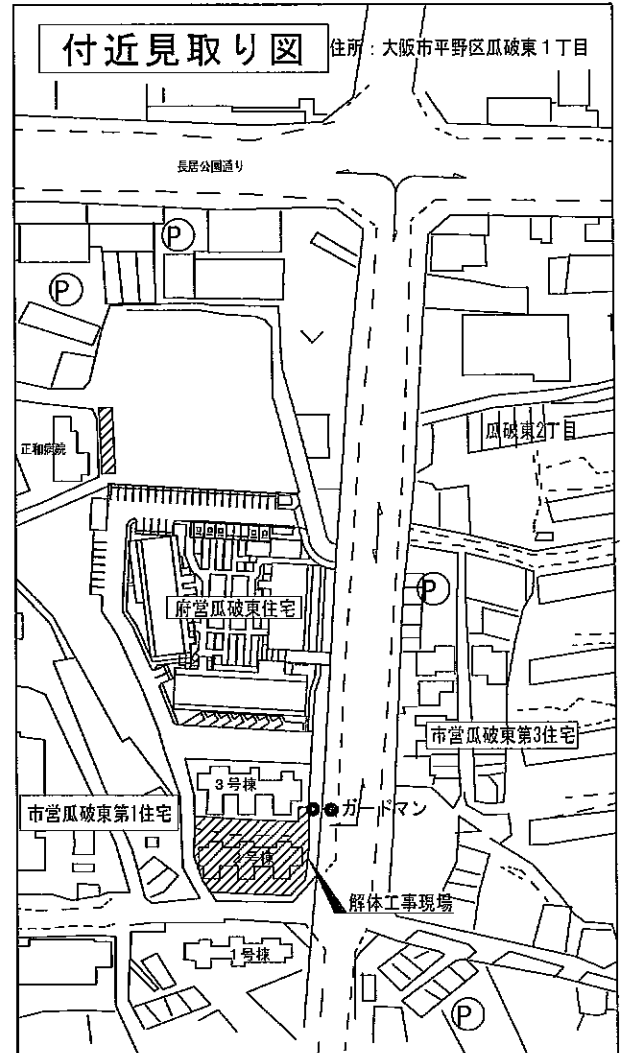 付近見取り図
住所：大阪市平野区瓜破東1丁目
長居公園通り
P
P
瓜破東2丁目
正和病院
P
府営瓜破東住宅
市営瓜破東第3住宅
3号棟
市営瓜破東第1住宅
ガードマン
2号棟
解体工事現場
1号棟
P